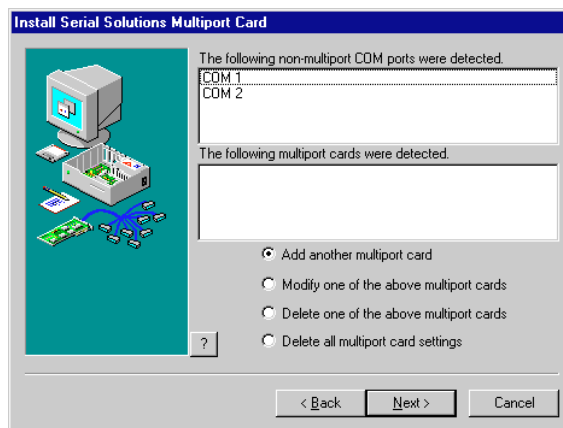 Install Serial Solutions Multiport Card
The following non-multiport COM ports were detected.
COM 1
COM 2
The following multiport cards were detected.
Add another multiport card
Modify one of the above multiport cards
Delete one of the above multiport cards
Delete all multiport card settings
?
< Back
Next >
Cancel